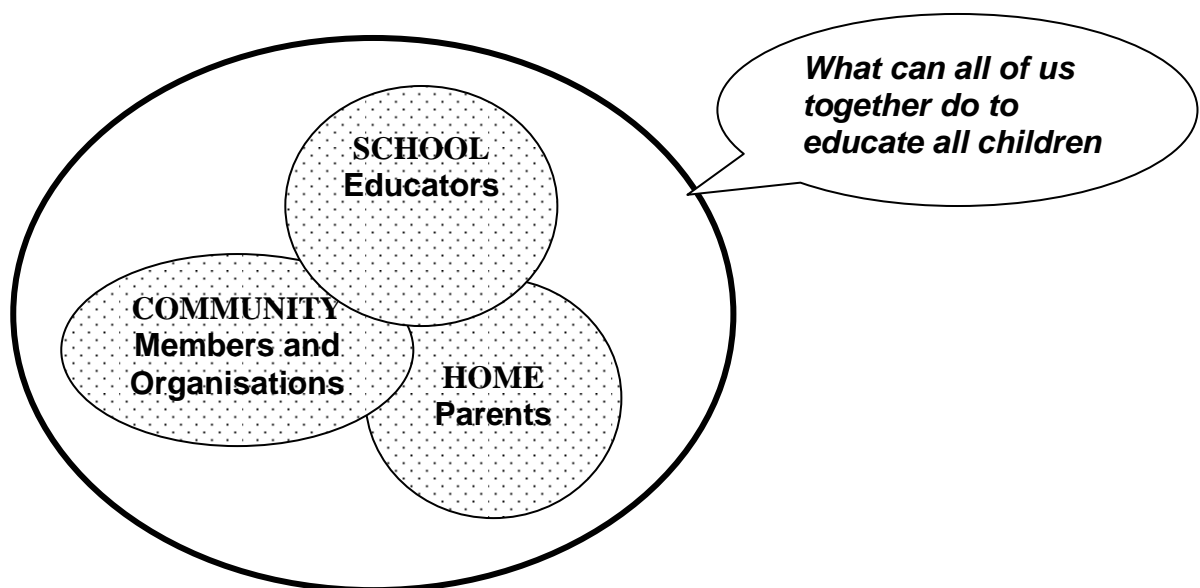 What can all of us
together do to
educate all children
SCHOOL
Educators
COMMUNITY
Members and
Organisations
HOME
Parents